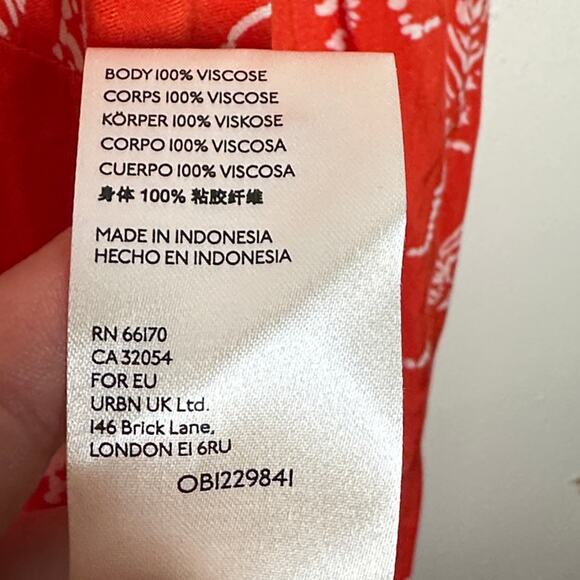 BODY 100% VISCOSE
CORPS 100% VISCOSE
KÖRPER 100% VISKOSE
CORPO 100% VISCOSA
CUERPO 100% VISCOSA
身体 100% 粘胶纤维
MADE IN INDONESIA
HECHO EN INDONESIA
RN 66170
CA 32054
FOR EU
URBN UK Ltd.
146 Brick Lane,
LONDON E1 6RU
OB1229841